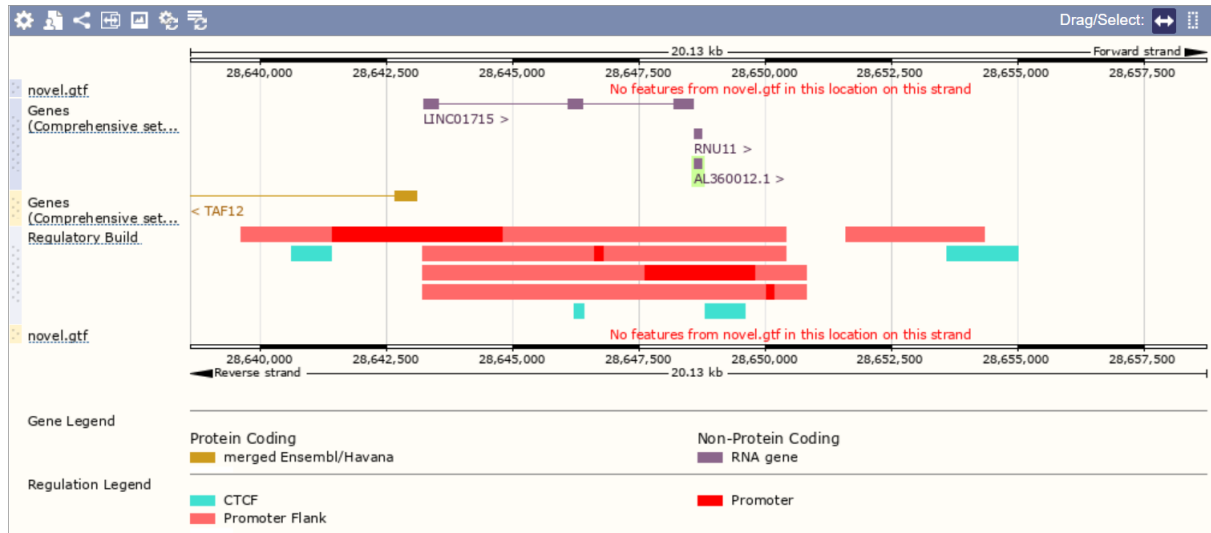 Drag/Select:
20.13 kb Forward strand
28,640,000 28,642,500 28,645,000 28,647,500 28,650,000 28,652,500 28,655,000 28,657,500
novel.gtf No features from novel.gtf in this location on this strand
Genes
(Comprehensive set...
LINC01715 >
RNU11 >
AL360012.1 >
Genes
(Comprehensive set...
< TAF12
Regulatory Build
novel.gtf No features from novel.gtf in this location on this strand
28,640,000 28,642,500 28,645,000 28,647,500 28,650,000 28,652,500 28,655,000 28,657,500
Reverse strand 20.13 kb
Gene Legend
Protein Coding Non-Protein Coding
merged Ensembl/Havana RNA gene
Regulation Legend
CTCF Promoter
Promoter Flank